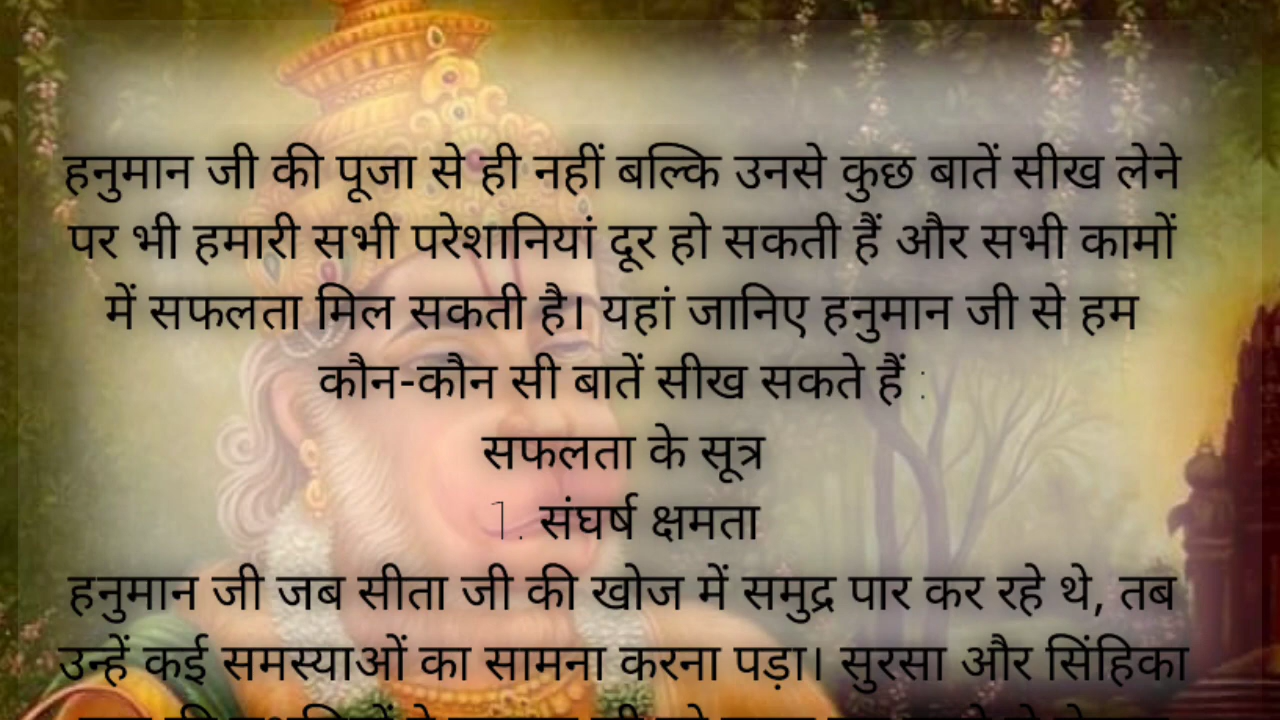 हनुमान जी की पूजा से ही नहीं बल्कि उनसे कुछ बातें सीख लेने
पर भी हमारी सभी परेशानियां दूर हो सकती हैं और सभी कामों
में सफलता मिल सकती है। यहां जानिए हनुमान जी से हम
कौन-कौन सी बातें सीख सकते हैं :
सफलता के सूत्र
1. संघर्ष क्षमता
हनुमान जी जब सीता जी की खोज में समुद्र पार कर रहे थे, तब
उन्हें कई समस्याओं का सामना करना पड़ा। सुरसा और सिंहिका